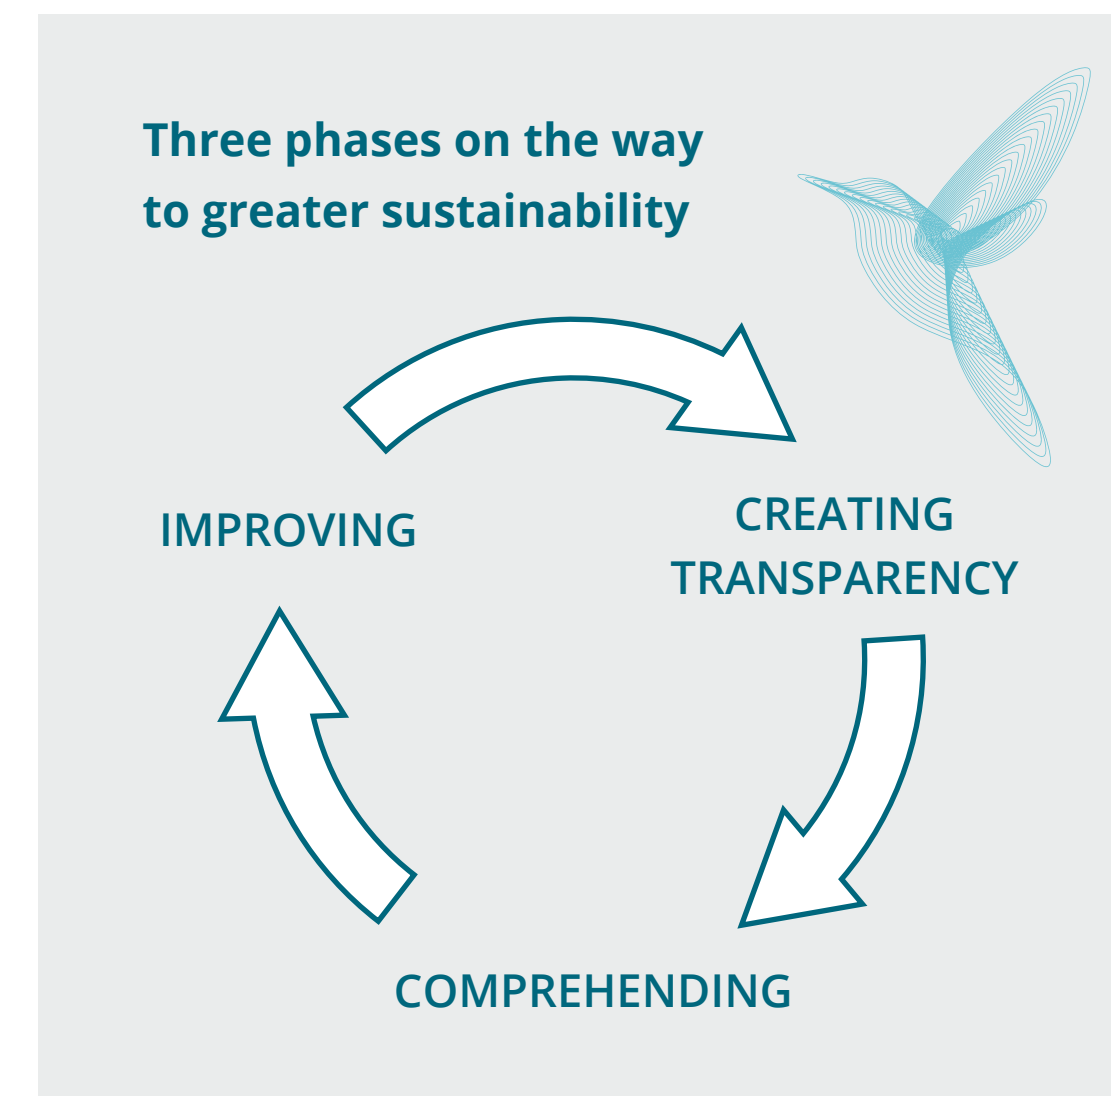 Three phases on the way
to greater sustainability
IMPROVING
CREATING
TRANSPARENCY
COMPREHENDING